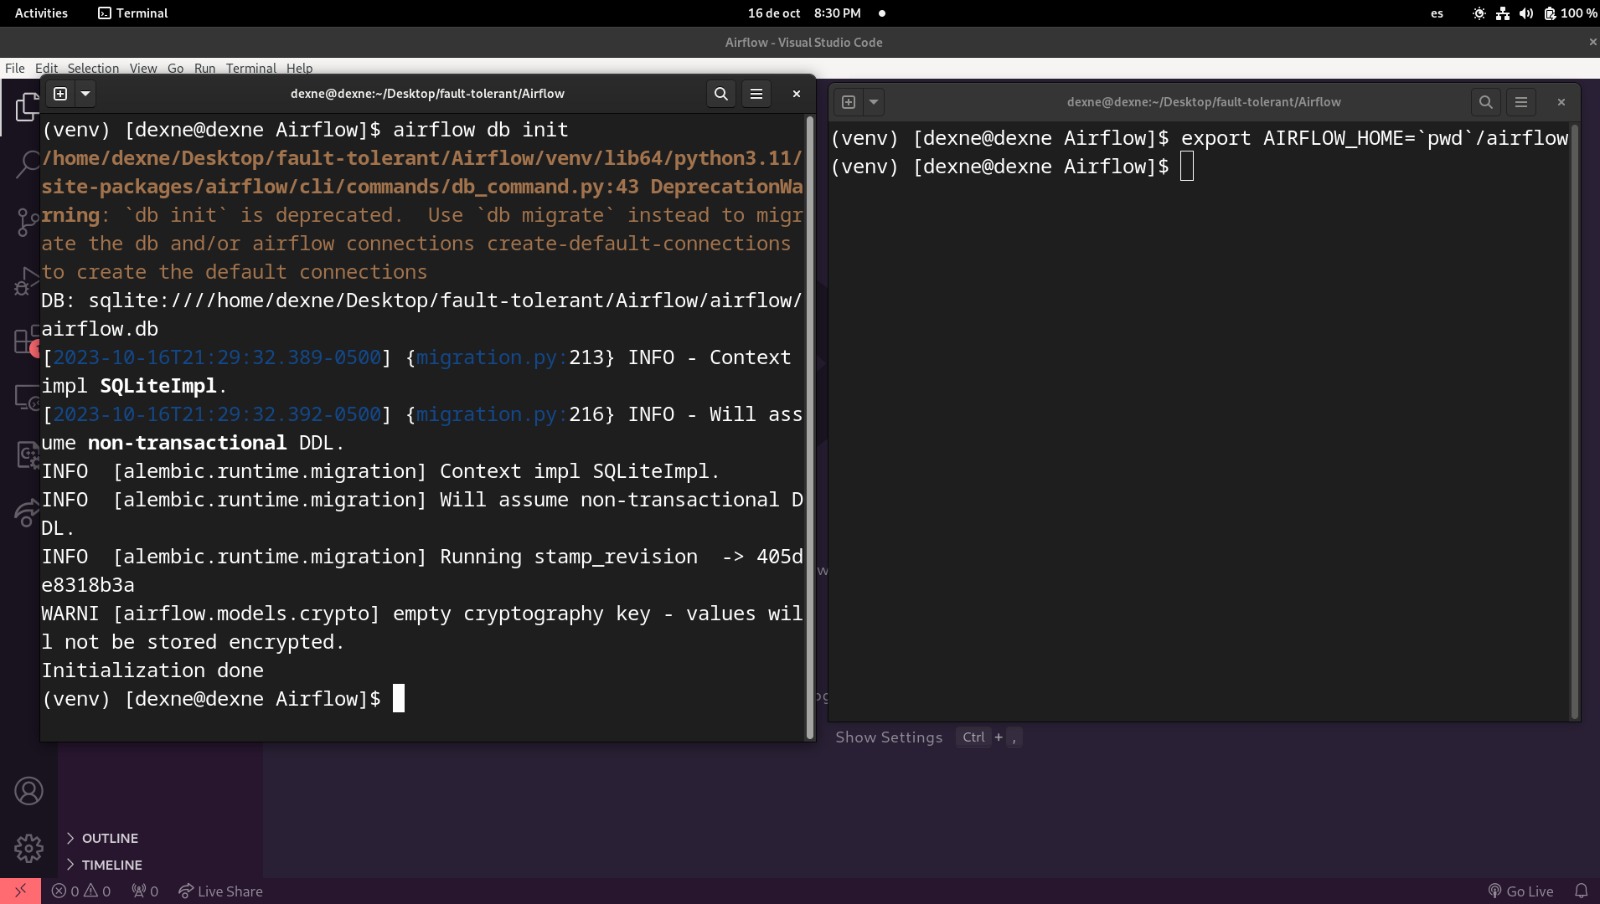 Activities Terminal 16 de oct 8:30 PM es 100 %
Airflow - Visual Studio Code
File Edit Selection View Go Run Terminal Help
dexne@dexne:~/Desktop/fault-tolerant/Airflow
(venv) [dexne@dexne Airflow]$ airflow db init
/home/dexne/Desktop/fault-tolerant/Airflow/venv/lib64/python3.11/
site-packages/airflow/cli/commands/db_command.py:43 DeprecationWa
rning: `db init` is deprecated.  Use `db migrate` instead to migr
ate the db and/or airflow connections create-default-connections
to create the default connections
DB: sqlite:////home/dexne/Desktop/fault-tolerant/Airflow/airflow/
airflow.db
[2023-10-16T21:29:32.389-0500] {migration.py:213} INFO - Context
impl SQLiteImpl.
[2023-10-16T21:29:32.392-0500] {migration.py:216} INFO - Will ass
ume non-transactional DDL.
INFO  [alembic.runtime.migration] Context impl SQLiteImpl.
INFO  [alembic.runtime.migration] Will assume non-transactional D
DL.
INFO  [alembic.runtime.migration] Running stamp_revision  -> 405d
e8318b3a
WARNI [airflow.models.crypto] empty cryptography key - values wil
l not be stored encrypted.
Initialization done
(venv) [dexne@dexne Airflow]$
dexne@dexne:~/Desktop/fault-tolerant/Airflow
(venv) [dexne@dexne Airflow]$ export AIRFLOW_HOME=`pwd`/airflow
(venv) [dexne@dexne Airflow]$
Show Settings Ctrl + ,
OUTLINE
TIMELINE
0 0 0 Live Share Go Live